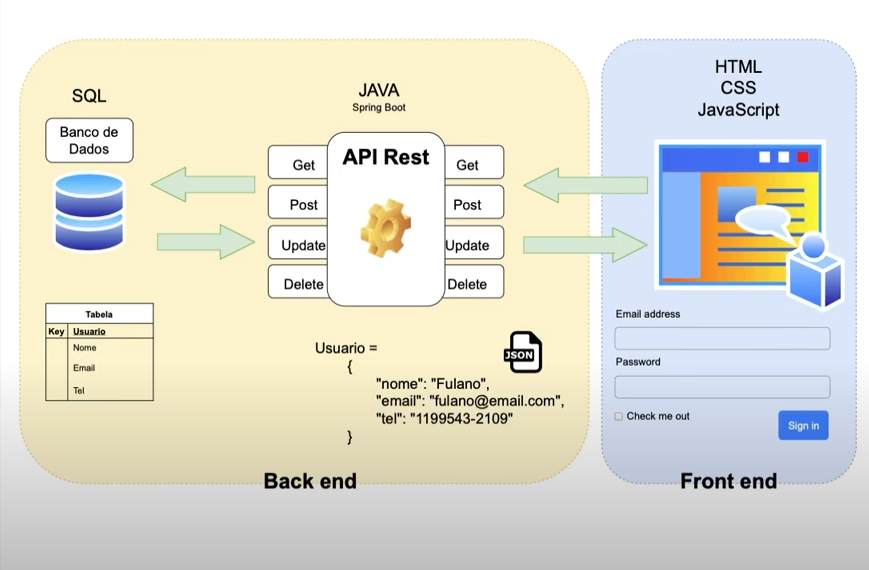 SQL
Banco de
Dados
Tabela
Key Usuario
Nome
Email
Tel
JAVA
Spring Boot
API Rest
Get
Post
Update
Delete
Get
Post
Update
Delete
Usuario =
{
"nome": "Fulano",
"email": "fulano@email.com",
"tel": "1199543-2109"
}
JSON
Back end
HTML
CSS
JavaScript
Email address
Password
Check me out
Sign in
Front end